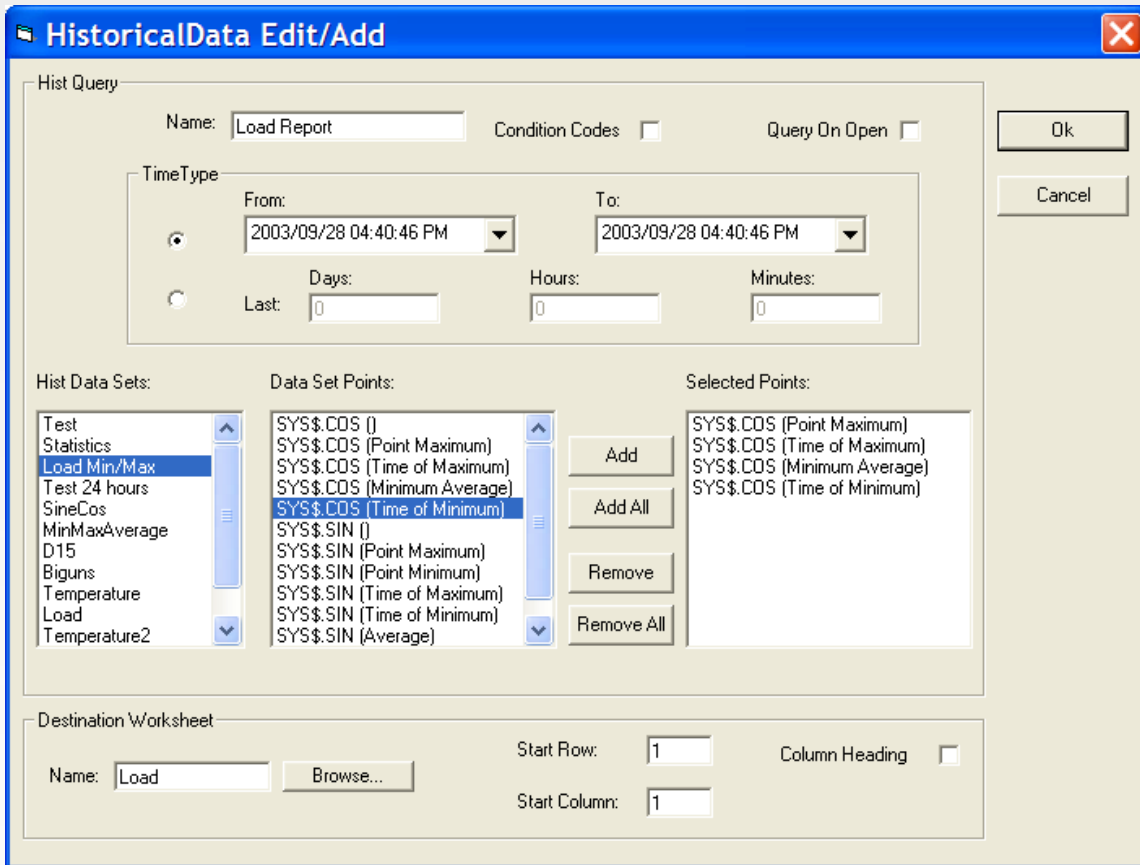 HistoricalData Edit/Add
Hist Query
Name: Load Report Condition Codes Query On Open
Ok
Cancel
TimeType
From: To:
2003/09/28 04:40:46 PM 2003/09/28 04:40:46 PM
Days: Hours: Minutes:
Last: 0 0 0
Hist Data Sets:
Test
Statistics
Load Min/Max
Test 24 hours
SineCos
MinMaxAverage
D15
Biguns
Temperature
Load
Temperature2
Data Set Points:
SYS$.COS ()
SYS$.COS (Point Maximum)
SYS$.COS (Time of Maximum)
SYS$.COS (Minimum Average)
SYS$.COS (Time of Minimum)
SYS$.SIN ()
SYS$.SIN (Point Maximum)
SYS$.SIN (Point Minimum)
SYS$.SIN (Time of Maximum)
SYS$.SIN (Time of Minimum)
SYS$.SIN (Average)
Add
Add All
Remove
Remove All
Selected Points:
SYS$.COS (Point Maximum)
SYS$.COS (Time of Maximum)
SYS$.COS (Minimum Average)
SYS$.COS (Time of Minimum)
Destination Worksheet
Name: Load Browse...
Start Row: 1
Column Heading
Start Column: 1